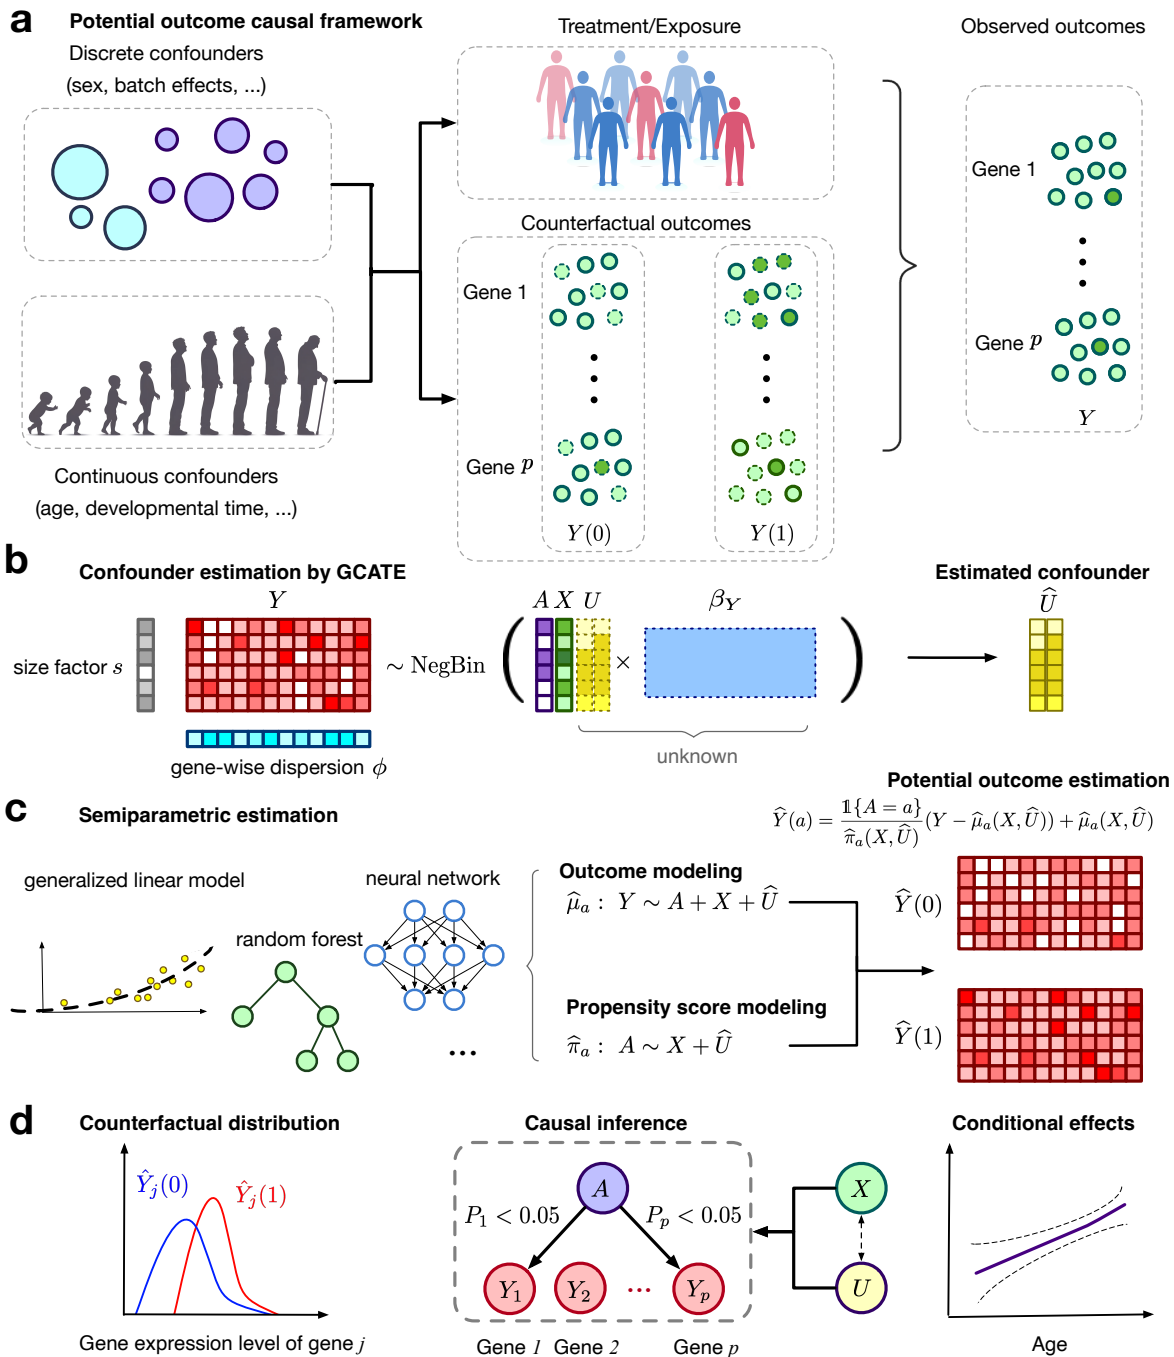 a Potential outcome causal framework
Discrete confounders
(sex, batch effects, ...)
Continuous confounders
(age, developmental time, ...)
Treatment/Exposure
Counterfactual outcomes
Gene 1
Gene p
Y(0)
Y(1)
Observed outcomes
Gene 1
Gene p
Y
b Confounder estimation by GCATE
Y
size factor s
gene-wise dispersion ϕ
∼ NegBin
(
A X U
×
β_Y
)
unknown
Estimated confounder
Û
c Semiparametric estimation
generalized linear model
random forest
neural network
...
Outcome modeling
μ̂_a : Y ∼ A + X + Û
Propensity score modeling
π̂_a : A ∼ X + Û
Potential outcome estimation
Ŷ(a) = 𝟙{A = a} / π̂_a(X, Û) (Y − μ̂_a(X, Û)) + μ̂_a(X, Û)
Ŷ(0)
Ŷ(1)
d Counterfactual distribution
Ŷ_j(0)
Ŷ_j(1)
Gene expression level of gene j
Causal inference
A
P_1 < 0.05
P_p < 0.05
Y_1 Y_2 ... Y_p
Gene 1 Gene 2 Gene p
X
U
Conditional effects
Age